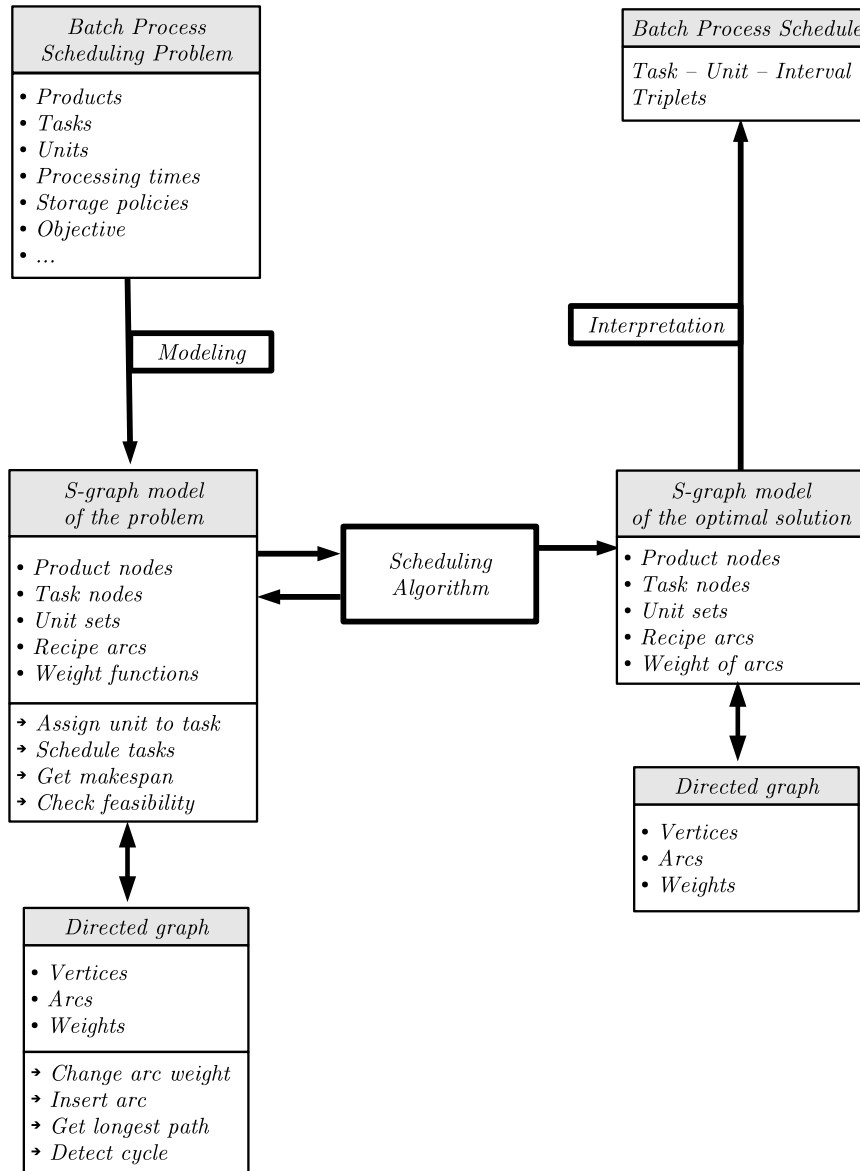 Batch Process
Scheduling Problem
• Products
• Tasks
• Units
• Processing times
• Storage policies
• Objective
• ...
Modeling
S-graph model
of the problem
• Product nodes
• Task nodes
• Unit sets
• Recipe arcs
• Weight functions
➔ Assign unit to task
➔ Schedule tasks
➔ Get makespan
➔ Check feasibility
Directed graph
• Vertices
• Arcs
• Weights
➔ Change arc weight
➔ Insert arc
➔ Get longest path
➔ Detect cycle
Scheduling
Algorithm
Batch Process Schedule
Task – Unit – Interval
Triplets
Interpretation
S-graph model
of the optimal solution
• Product nodes
• Task nodes
• Unit sets
• Recipe arcs
• Weight of arcs
Directed graph
• Vertices
• Arcs
• Weights